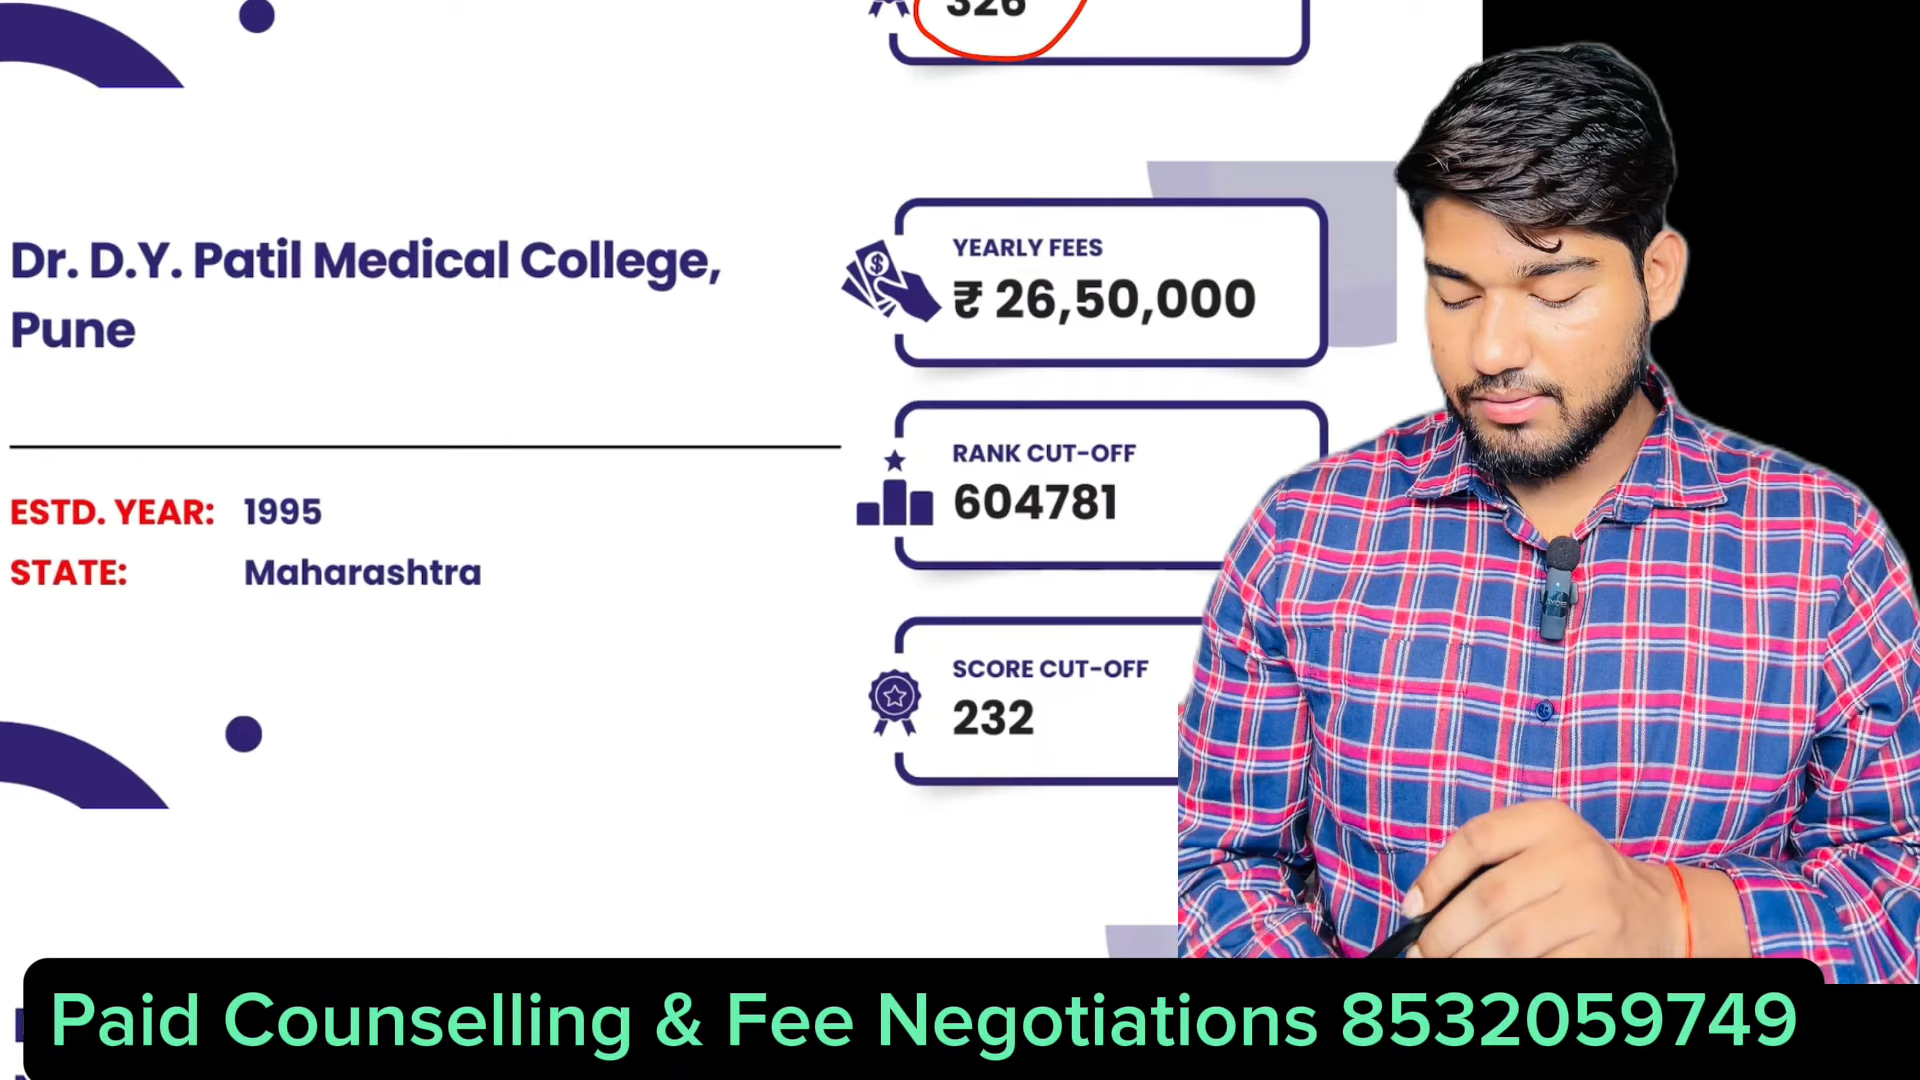 326
Dr. D.Y. Patil Medical College,
Pune
ESTD. YEAR: 1995
STATE: Maharashtra
YEARLY FEES
₹ 26,50,000
RANK CUT-OFF
604781
SCORE CUT-OFF
232
Paid Counselling & Fee Negotiations 8532059749